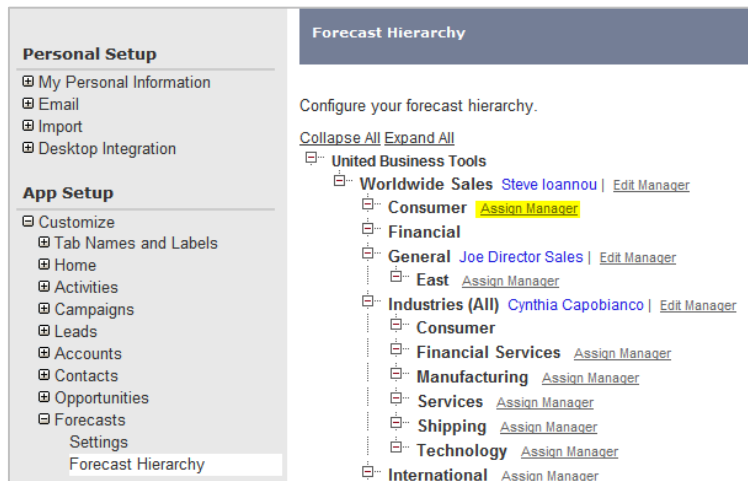 Personal Setup
My Personal Information
Email
Import
Desktop Integration
App Setup
Customize
Tab Names and Labels
Home
Activities
Campaigns
Leads
Accounts
Contacts
Opportunities
Forecasts
Settings
Forecast Hierarchy
Forecast Hierarchy
Configure your forecast hierarchy.
Collapse All Expand All
United Business Tools
Worldwide Sales Steve Ioannou | Edit Manager
Consumer Assign Manager
Financial
General Joe Director Sales | Edit Manager
East Assign Manager
Industries (All) Cynthia Capobianco | Edit Manager
Consumer
Financial Services Assign Manager
Manufacturing Assign Manager
Services Assign Manager
Shipping Assign Manager
Technology Assign Manager
International Assign Manager